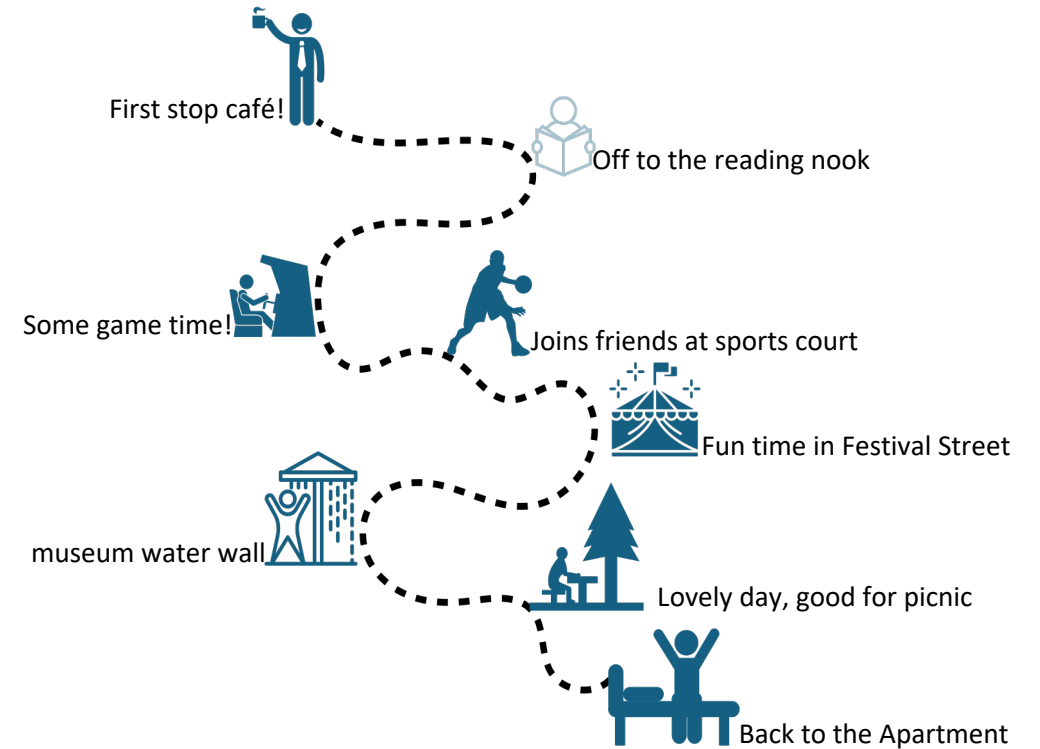 First stop café!
Off to the reading nook
Some game time!
Joins friends at sports court
Fun time in Festival Street
museum water wall
Lovely day, good for picnic
Back to the Apartment